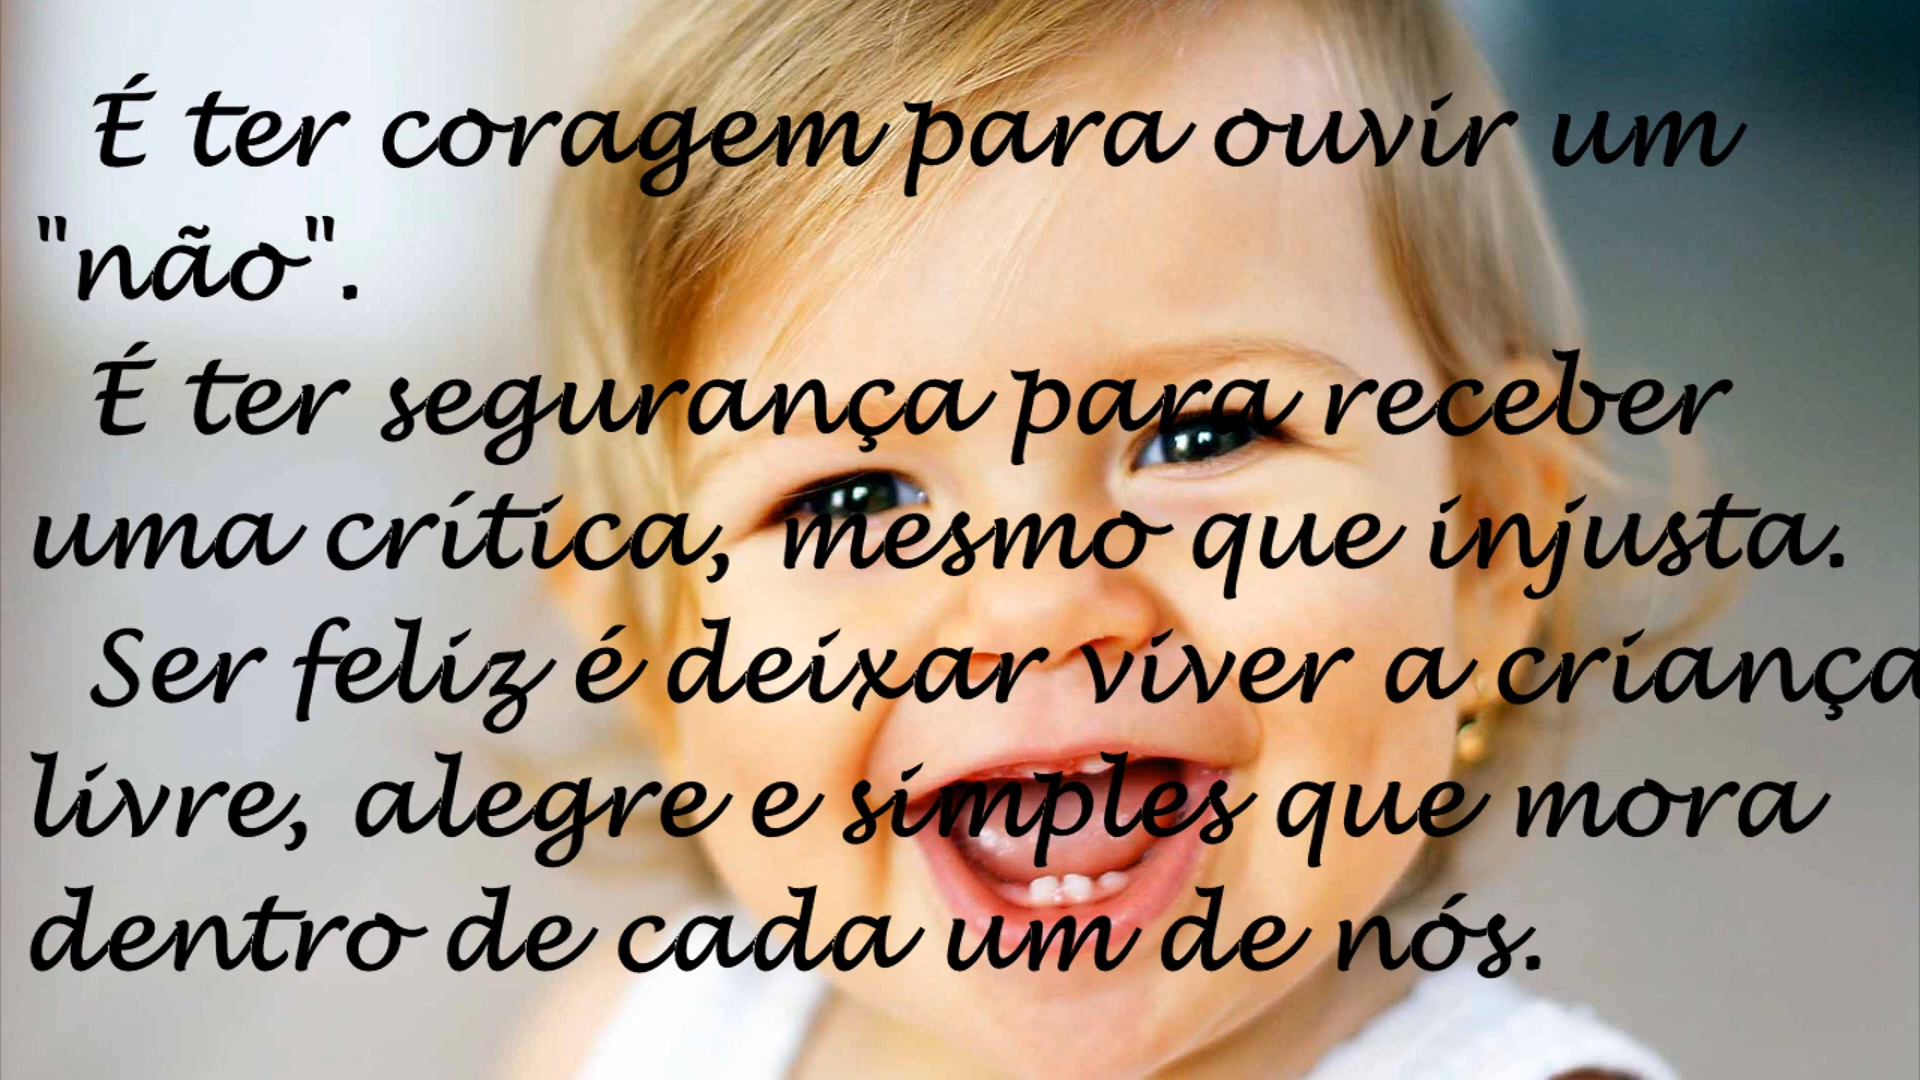 É ter coragem para ouvir um
"não".
É ter segurança para receber
uma crítica, mesmo que injusta.
Ser feliz é deixar viver a criança
livre, alegre e simples que mora
dentro de cada um de nós.